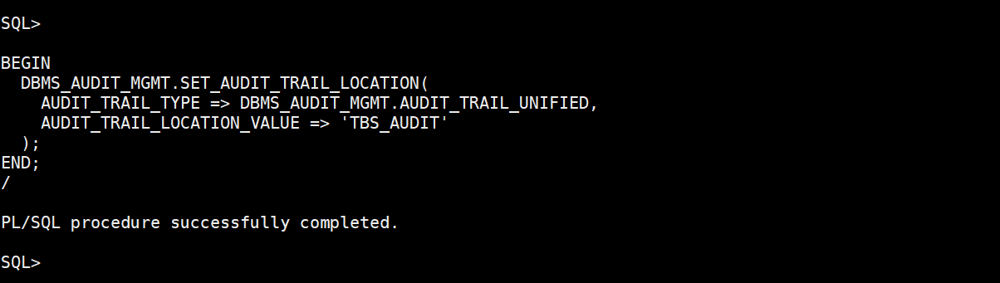 SQL>
BEGIN
  DBMS_AUDIT_MGMT.SET_AUDIT_TRAIL_LOCATION(
    AUDIT_TRAIL_TYPE => DBMS_AUDIT_MGMT.AUDIT_TRAIL_UNIFIED,
    AUDIT_TRAIL_LOCATION_VALUE => 'TBS_AUDIT'
  );
END;
/
PL/SQL procedure successfully completed.
SQL>